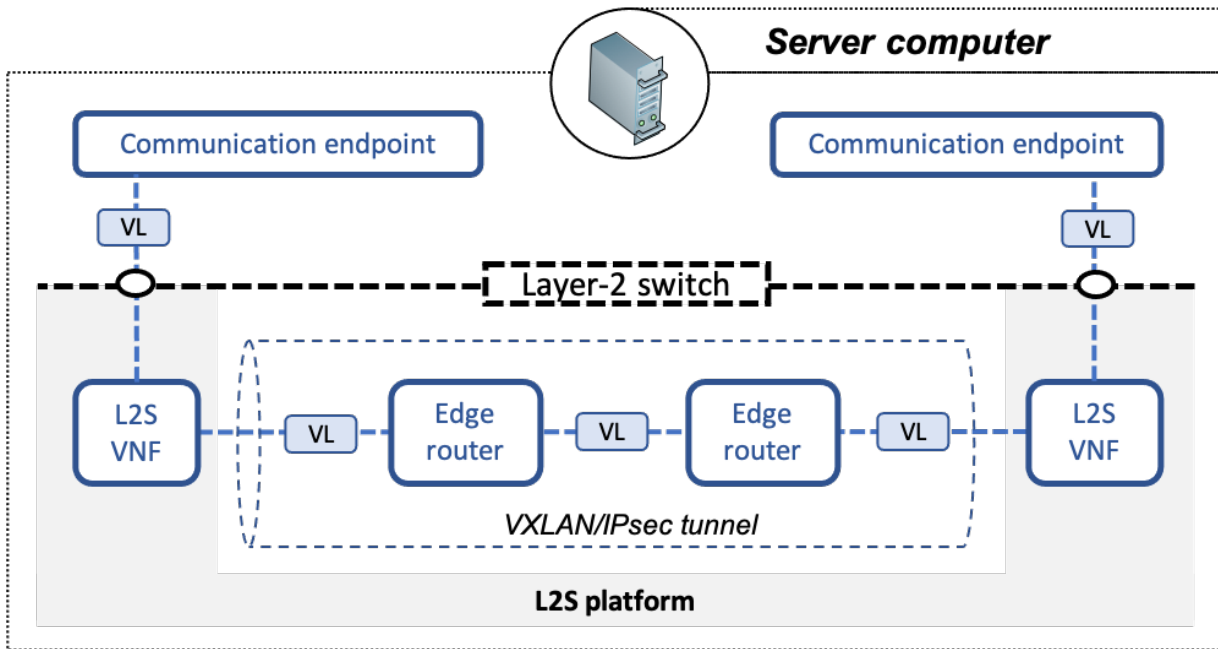 Server computer
Communication endpoint
Communication endpoint
VL
VL
Layer-2 switch
L2S
VNF
VL
Edge
router
VL
Edge
router
VL
L2S
VNF
VXLAN/IPsec tunnel
L2S platform